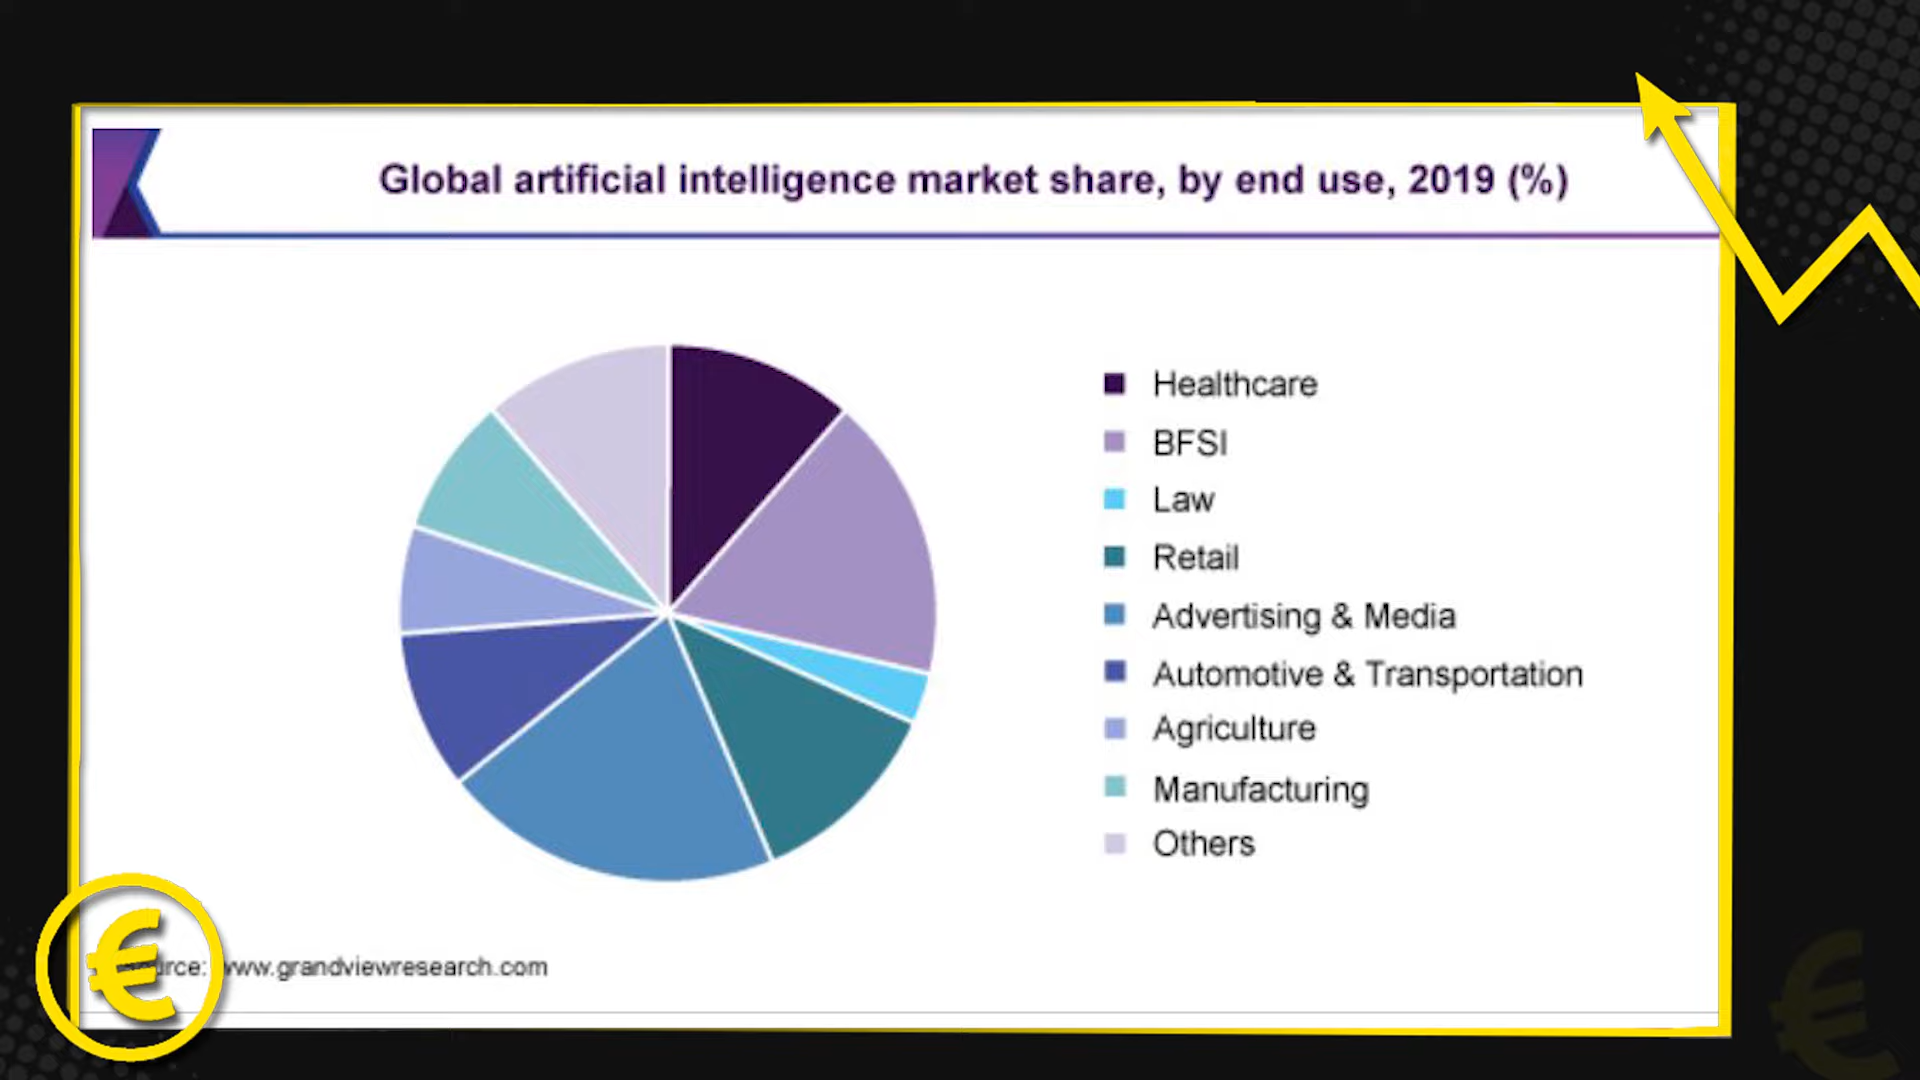 Global artificial intelligence market share, by end use, 2019 (%)
Healthcare
BFSI
Law
Retail
Advertising & Media
Automotive & Transportation
Agriculture
Manufacturing
Others
€ www.grandviewresearch.com
€